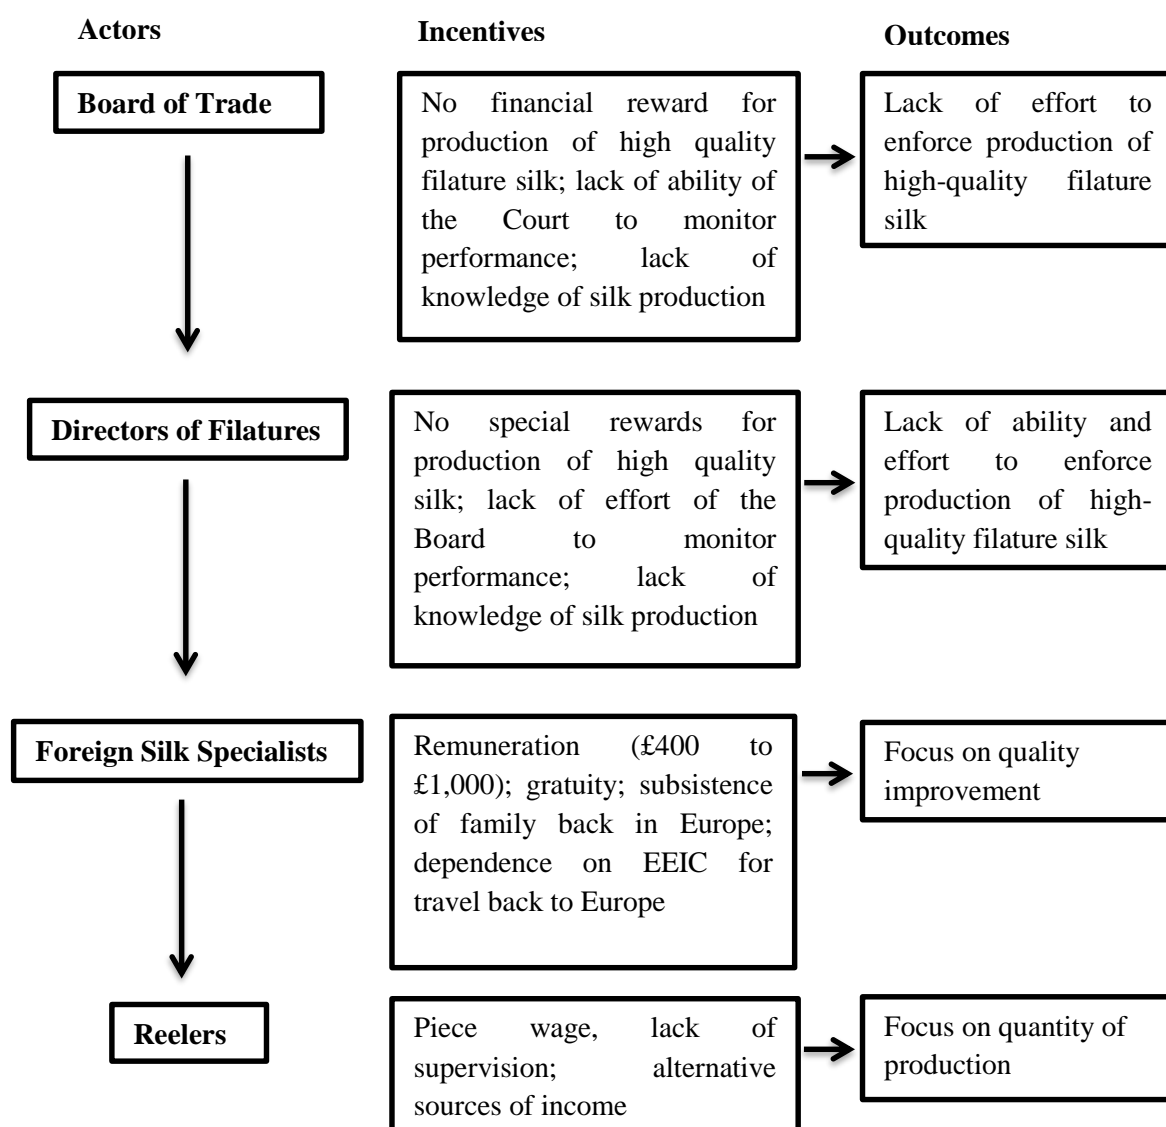 Actors
Incentives
Outcomes
Board of Trade
No financial reward for
production of high quality
filature silk; lack of ability of
the Court to monitor
performance; lack of
knowledge of silk production
Lack of effort to
enforce production of
high-quality filature
silk
Directors of Filatures
No special rewards for
production of high quality
silk; lack of effort of the
Board to monitor
performance; lack of
knowledge of silk production
Lack of ability and
effort to enforce
production of high-
quality filature silk
Foreign Silk Specialists
Remuneration (£400 to
£1,000); gratuity; subsistence
of family back in Europe;
dependence on EEIC for
travel back to Europe
Focus on quality
improvement
Reelers
Piece wage, lack of
supervision; alternative
sources of income
Focus on quantity of
production